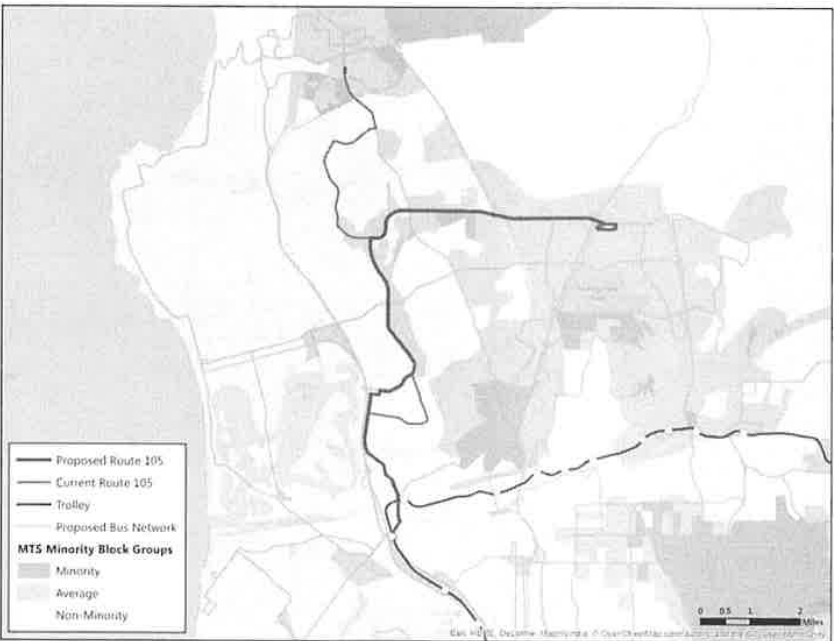 Proposed Route 105
Current Route 105
Trolley
Proposed Bus Network
MTS Minority Block Groups
Minority
Average
Non-Minority
0 0.5 1 2
Miles